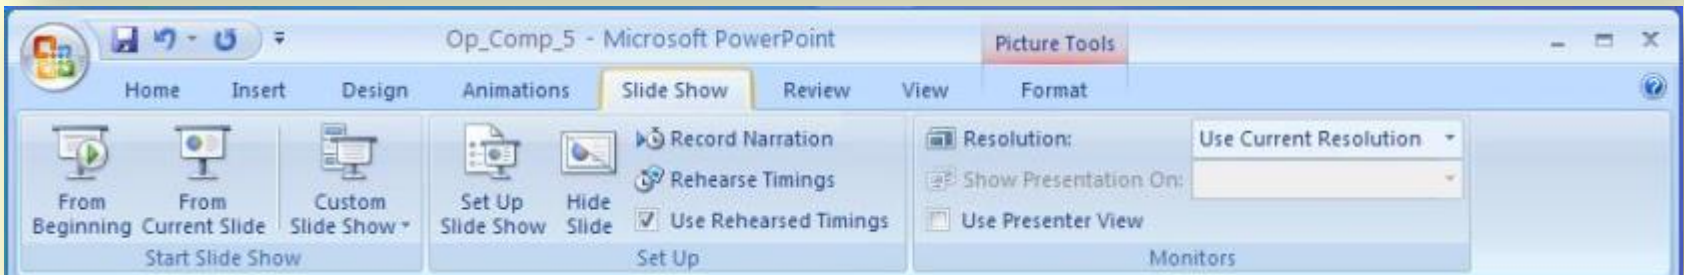 Op_Comp_5 - Microsoft PowerPoint
Picture Tools
Home Insert Design Animations Slide Show Review View Format
From Beginning
From Current Slide
Custom Slide Show
Start Slide Show
Set Up Slide Show
Hide Slide
Record Narration
Rehearse Timings
Use Rehearsed Timings
Set Up
Resolution: Use Current Resolution
Show Presentation On:
Use Presenter View
Monitors